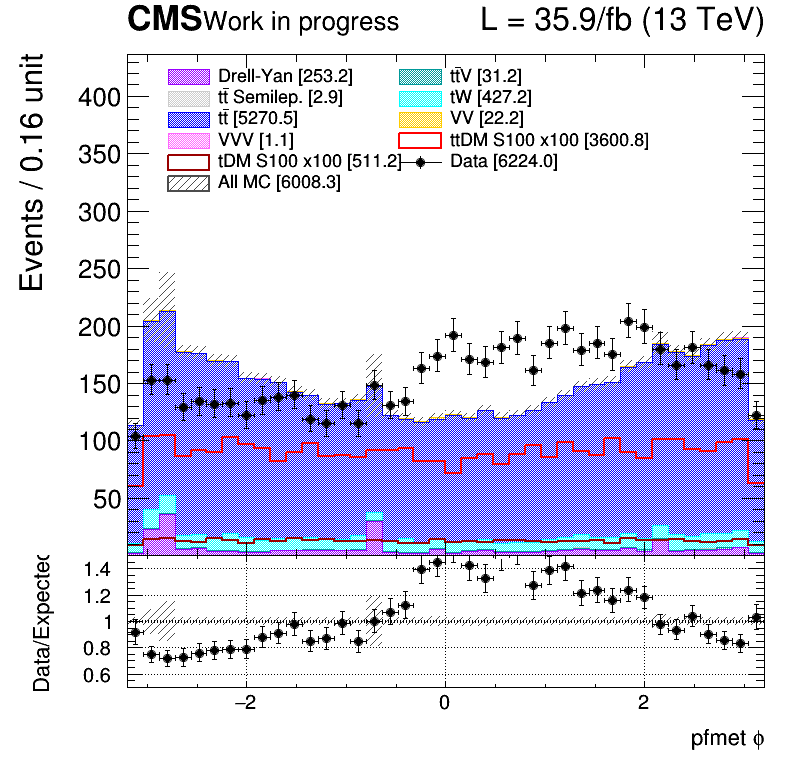 CMS Work in progress L = 35.9/fb (13 TeV)
Events / 0.16 unit
400
350
300
250
200
150
100
50
Drell-Yan [253.2]
tt̄ Semilep. [2.9]
tt̄ [5270.5]
VVV [1.1]
tDM S100 x100 [511.2]
All MC [6008.3]
tt̄V [31.2]
tW [427.2]
VV [22.2]
ttDM S100 x100 [3600.8]
Data [6224.0]
Data/Expected
1.4
1.2
1
0.8
0.6
−2 0 2
pfmet ϕ